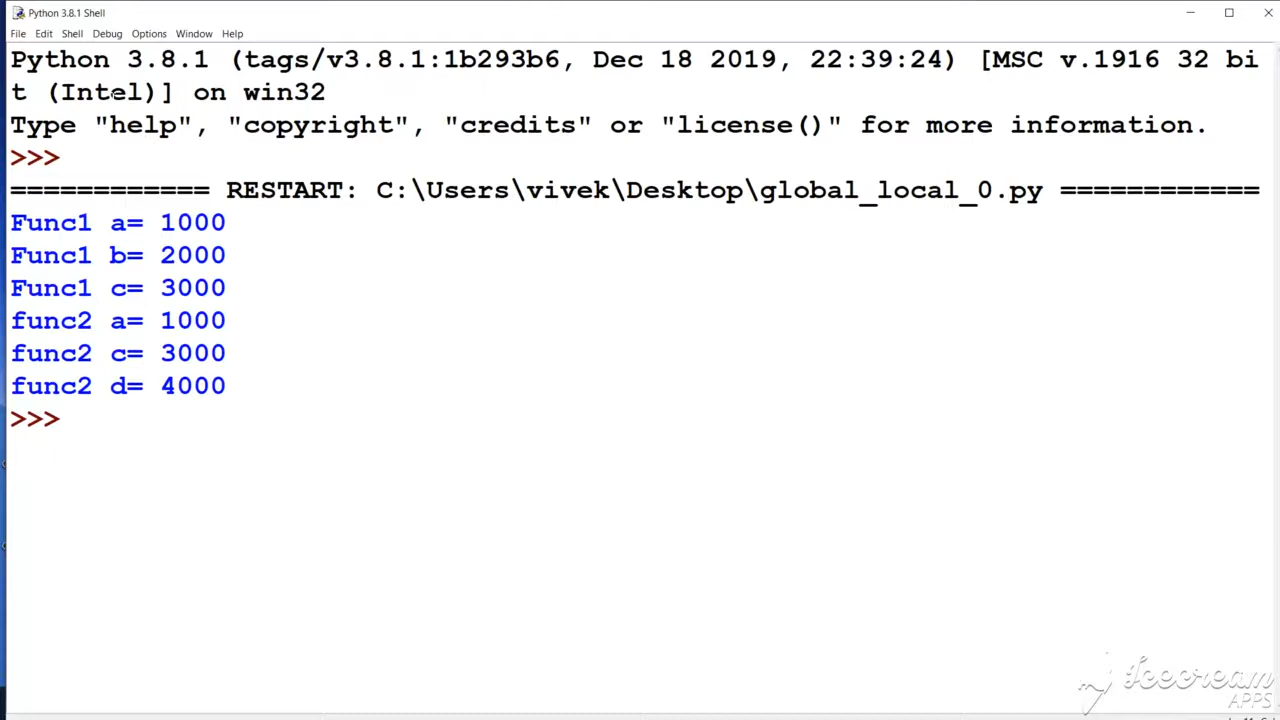 Python 3.8.1 Shell
File Edit Shell Debug Options Window Help
Python 3.8.1 (tags/v3.8.1:1b293b6, Dec 18 2019, 22:39:24) [MSC v.1916 32 bi
t (Intel)] on win32
Type "help", "copyright", "credits" or "license()" for more information.
>>>
============ RESTART: C:\Users\vivek\Desktop\global_local_0.py ============
Func1 a= 1000
Func1 b= 2000
Func1 c= 3000
func2 a= 1000
func2 c= 3000
func2 d= 4000
>>>
Icecream
APPS